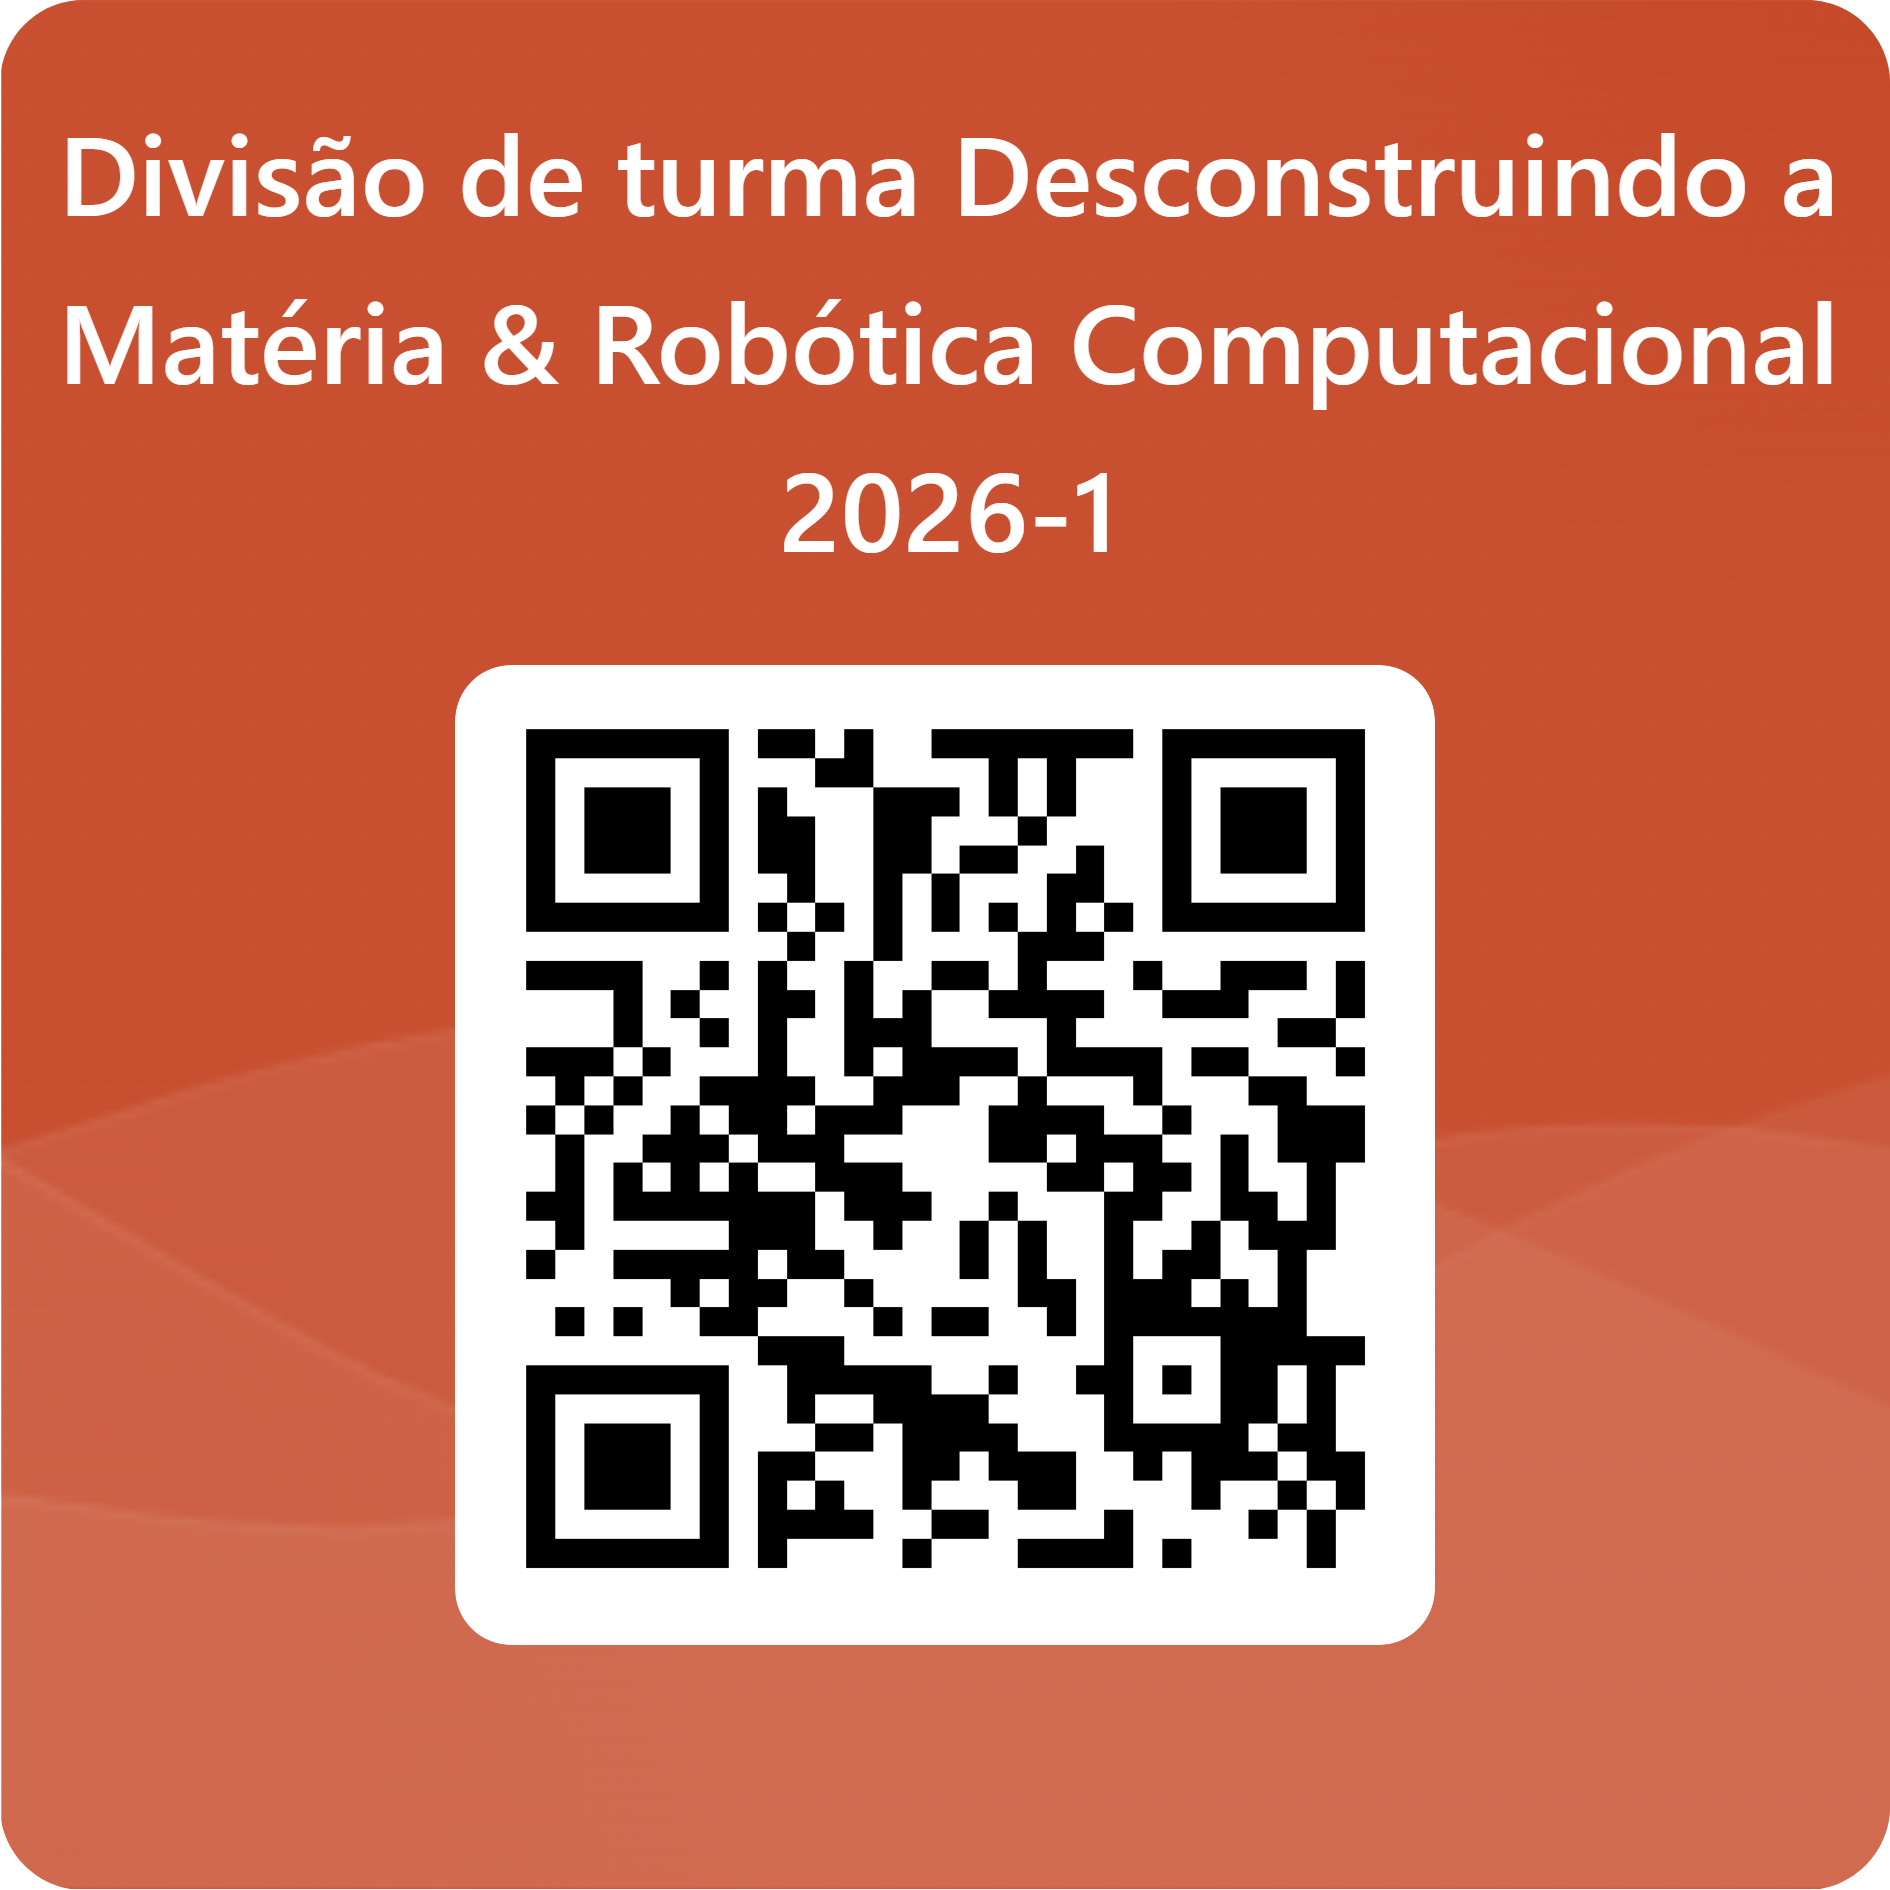 Divisão de turma Desconstruindo a
Matéria & Robótica Computacional
2026-1